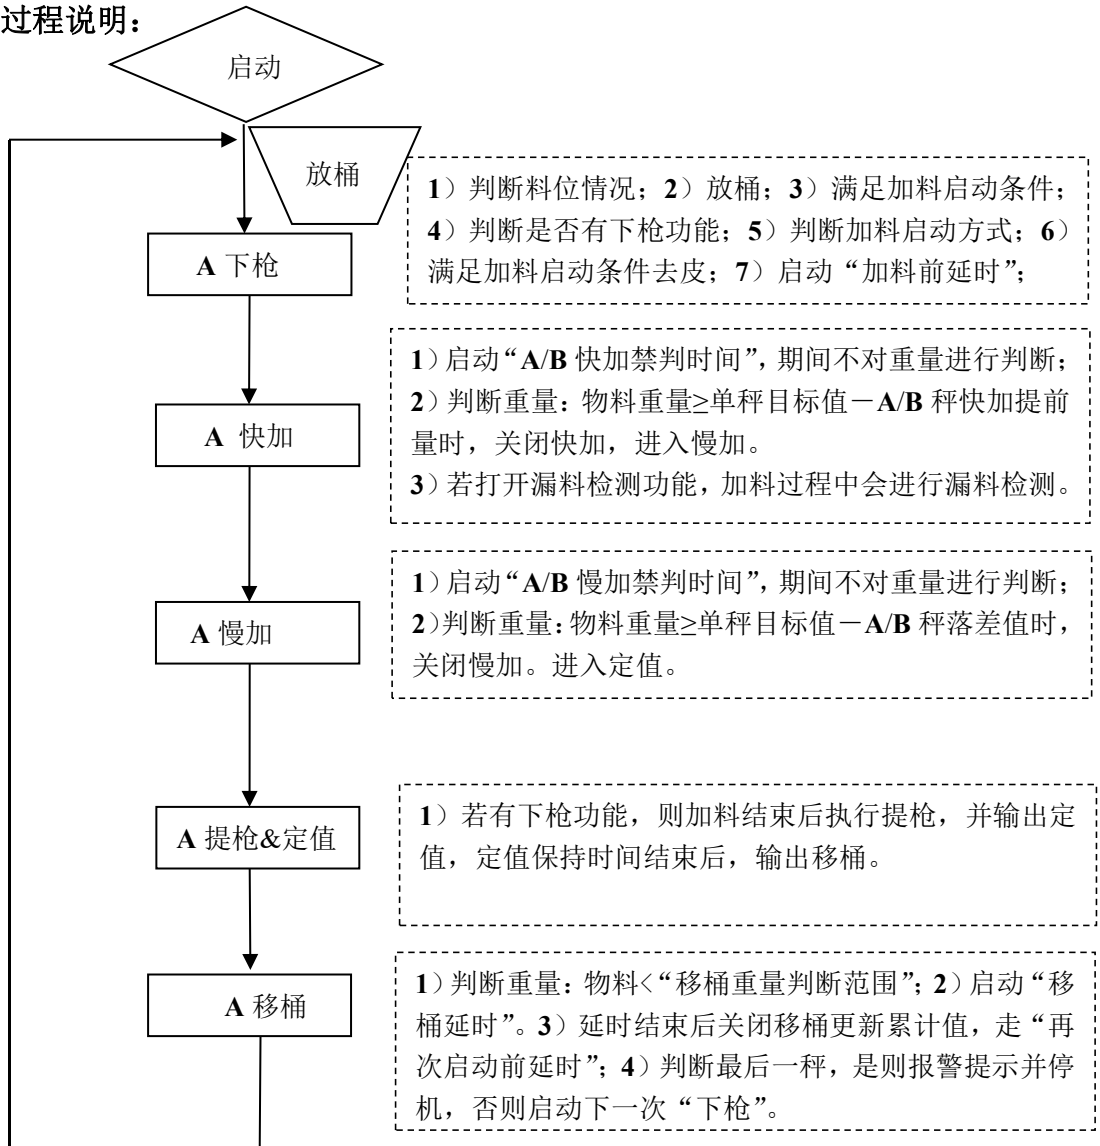 过程说明：
启动
放桶
1）判断料位情况；2）放桶；3）满足加料启动条件；
4）判断是否有下枪功能；5）判断加料启动方式；6）
满足加料启动条件去皮；7）启动“加料前延时”；
A 下枪
1）启动“A/B 快加禁判时间”，期间不对重量进行判断；
2）判断重量：物料重量≥单秤目标值－A/B 秤快加提前
量时，关闭快加，进入慢加。
3）若打开漏料检测功能，加料过程中会进行漏料检测。
A 快加
1）启动“A/B 慢加禁判时间”，期间不对重量进行判断；
2）判断重量：物料重量≥单秤目标值－A/B 秤落差值时，
关闭慢加。进入定值。
A 慢加
1）若有下枪功能，则加料结束后执行提枪，并输出定
值，定值保持时间结束后，输出移桶。
A 提枪&定值
1）判断重量：物料<“移桶重量判断范围”；2）启动“移
桶延时”。3）延时结束后关闭移桶更新累计值，走“再
次启动前延时”；4）判断最后一秤，是则报警提示并停
机，否则启动下一次“下枪”。
A 移桶